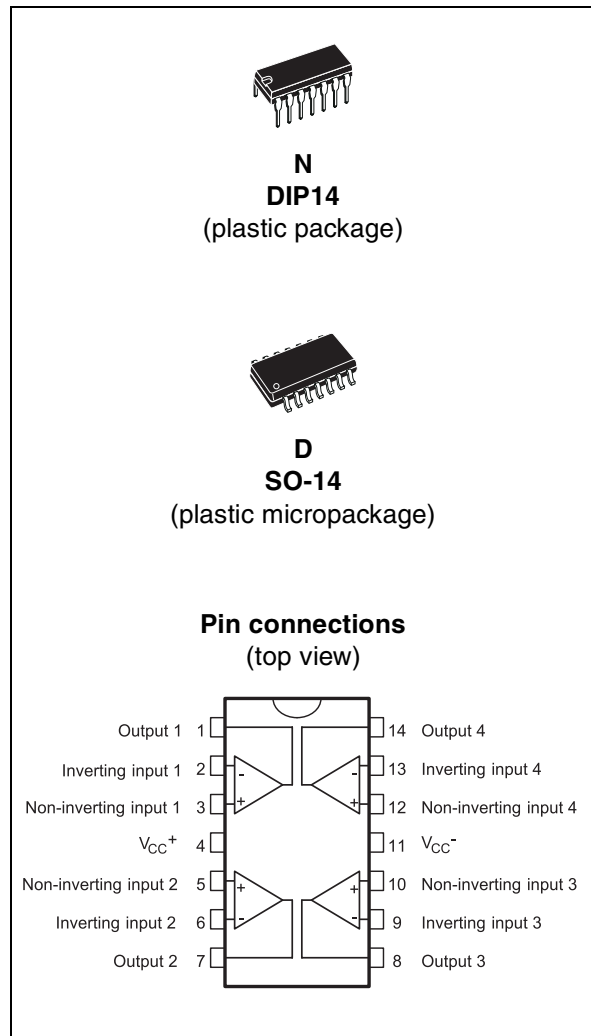 N
DIP14
(plastic package)
D
SO-14
(plastic micropackage)
Pin connections
(top view)
Output 1 1 14 Output 4
Inverting input 1 2 - - 13 Inverting input 4
Non-inverting input 1 3 + + 12 Non-inverting input 4
VCC+ 4 11 VCC-
Non-inverting input 2 5 + + 10 Non-inverting input 3
Inverting input 2 6 - - 9 Inverting input 3
Output 2 7 8 Output 3